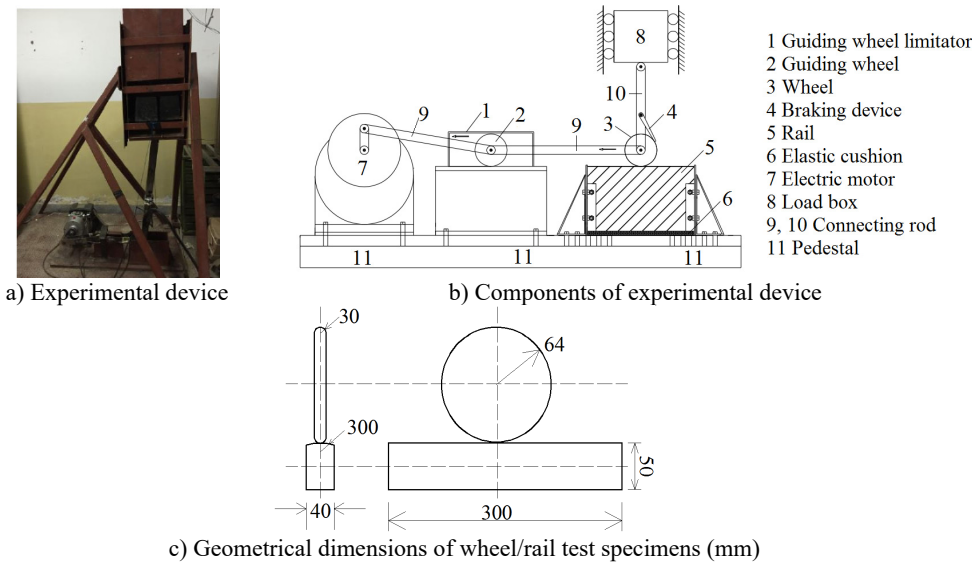 8
10
4
3
9
1
2
9
7
5
6
11
11
11
1 Guiding wheel limitator
2 Guiding wheel
3 Wheel
4 Braking device
5 Rail
6 Elastic cushion
7 Electric motor
8 Load box
9, 10 Connecting rod
11 Pedestal
a) Experimental device
b) Components of experimental device
30
64
300
50
40
300
c) Geometrical dimensions of wheel/rail test specimens (mm)